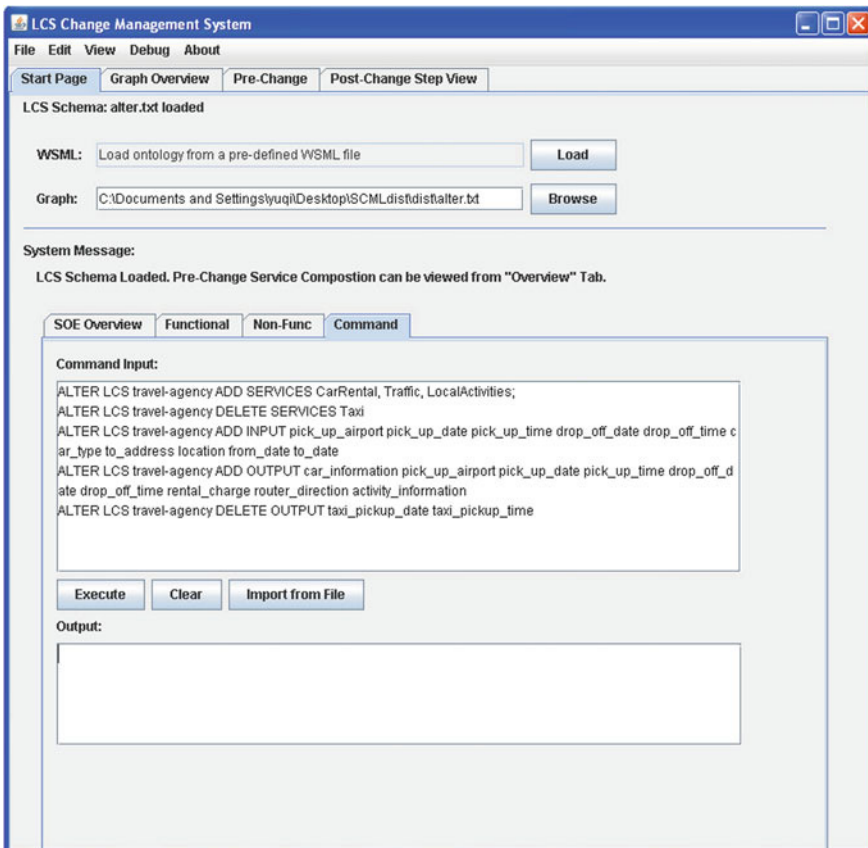 LCS Change Management System
File Edit View Debug About
Start Page Graph Overview Pre-Change Post-Change Step View
LCS Schema: alter.txt loaded
WSML: Load ontology from a pre-defined WSML file Load
Graph: C:\Documents and Settings\yuqi\Desktop\SCMLdist\dist\alter.txt Browse
System Message:
LCS Schema Loaded. Pre-Change Service Compostion can be viewed from "Overview" Tab.
SOE Overview Functional Non-Func Command
Command Input:
ALTER LCS travel-agency ADD SERVICES CarRental, Traffic, LocalActivities;
ALTER LCS travel-agency DELETE SERVICES Taxi
ALTER LCS travel-agency ADD INPUT pick_up_airport pick_up_date pick_up_time drop_off_date drop_off_time c
ar_type to_address location from_date to_date
ALTER LCS travel-agency ADD OUTPUT car_information pick_up_airport pick_up_date pick_up_time drop_off_d
ate drop_off_time rental_charge router_direction activity_information
ALTER LCS travel-agency DELETE OUTPUT taxi_pickup_date taxi_pickup_time
Execute Clear Import from File
Output: